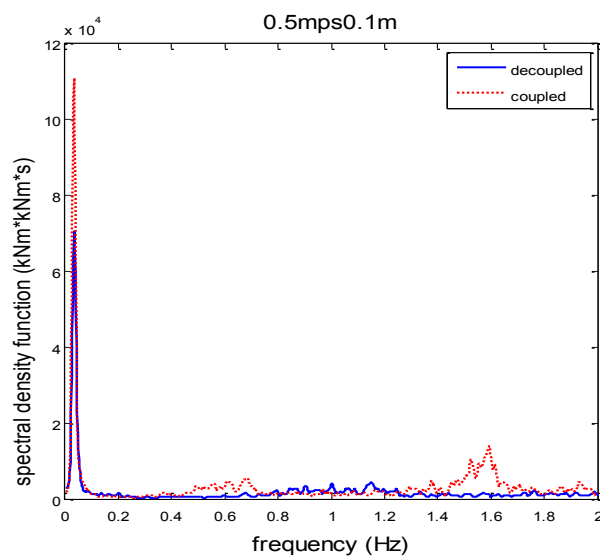 0.5mps0.1m
x 10⁴
12
10
8
6
4
2
0
spectral density function (kNm*kNm*s)
decoupled
coupled
0 0.2 0.4 0.6 0.8 1 1.2 1.4 1.6 1.8 2
frequency (Hz)